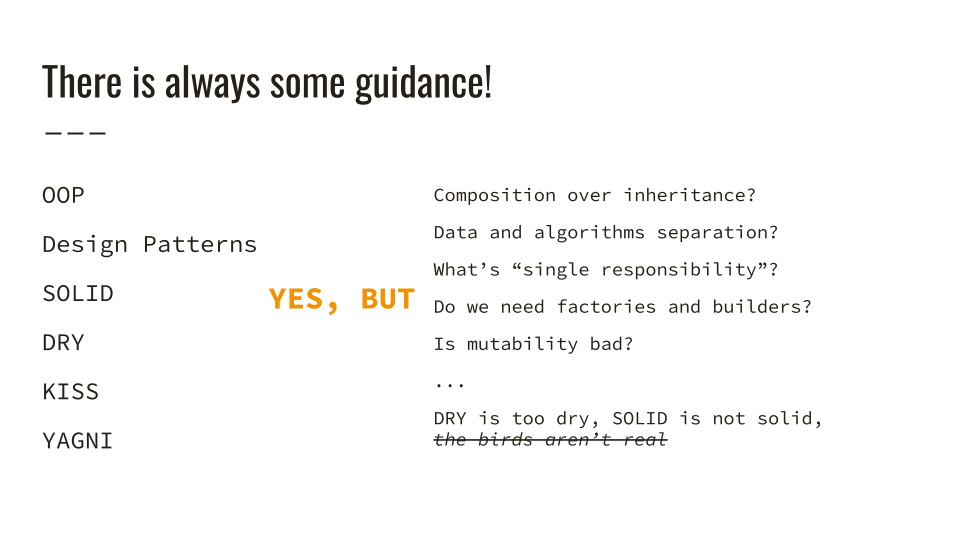 There is always some guidance!
OOP
Design Patterns
SOLID
DRY
KISS
YAGNI
YES, BUT
Composition over inheritance?
Data and algorithms separation?
What’s “single responsibility”?
Do we need factories and builders?
Is mutability bad?
...
DRY is too dry, SOLID is not solid,
the birds aren’t real